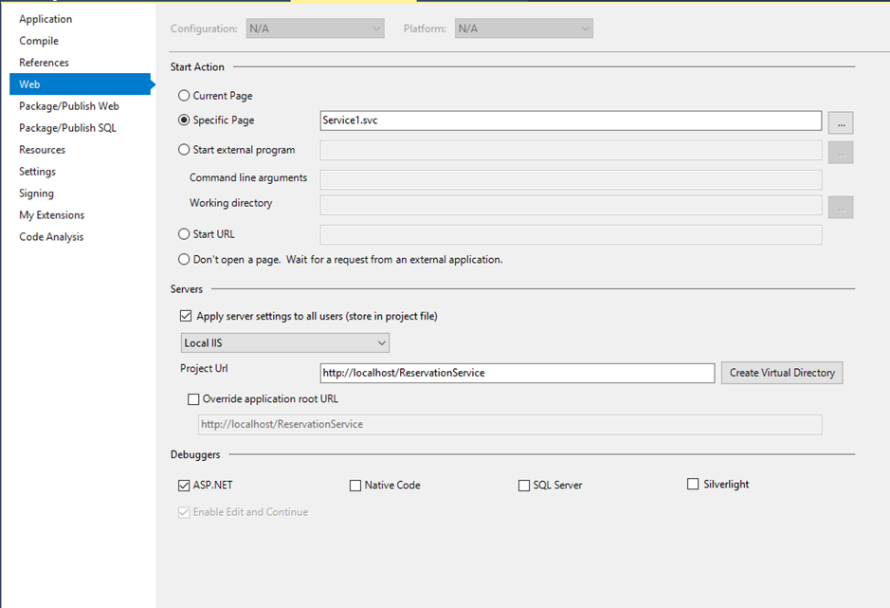 Application
Compile
References
Web
Package/Publish Web
Package/Publish SQL
Resources
Settings
Signing
My Extensions
Code Analysis
Configuration: N/A Platform: N/A
Start Action
Current Page
Specific Page Service1.svc ...
Start external program ...
Command line arguments
Working directory ...
Start URL
Don't open a page. Wait for a request from an external application.
Servers
Apply server settings to all users (store in project file)
Local IIS
Project Url http://localhost/ReservationService Create Virtual Directory
Override application root URL
http://localhost/ReservationService
Debuggers
ASP.NET Native Code SQL Server Silverlight
Enable Edit and Continue